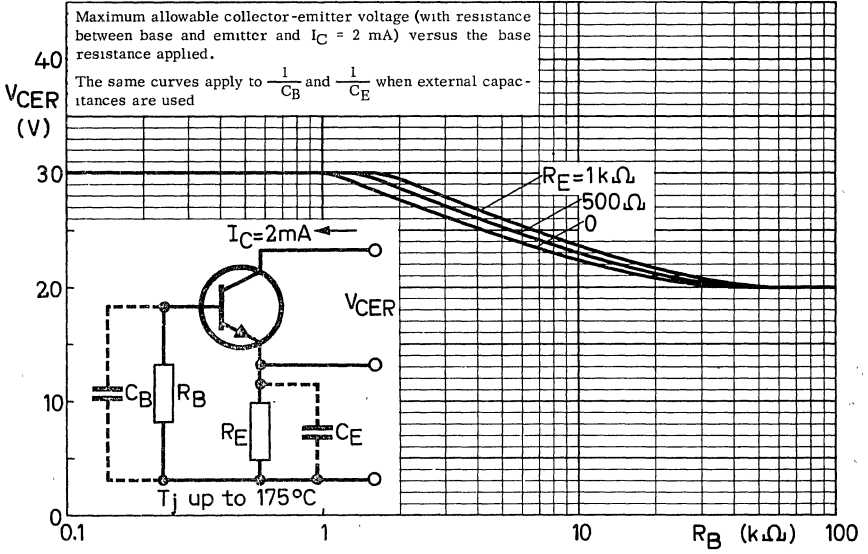 Maximum allowable collector-emitter voltage (with resistance
between base and emitter and IC = 2 mA) versus the base
resistance applied.
The same curves apply to 1/CB and 1/CE when external capac-
itances are used
40
VCER
(V)
30
RE=1kΩ
500Ω
0
IC=2mA
20
VCER
CB
RB
10
RE
CE
Tj up to 175°C
0
0.1
1
10
RB (kΩ)
100